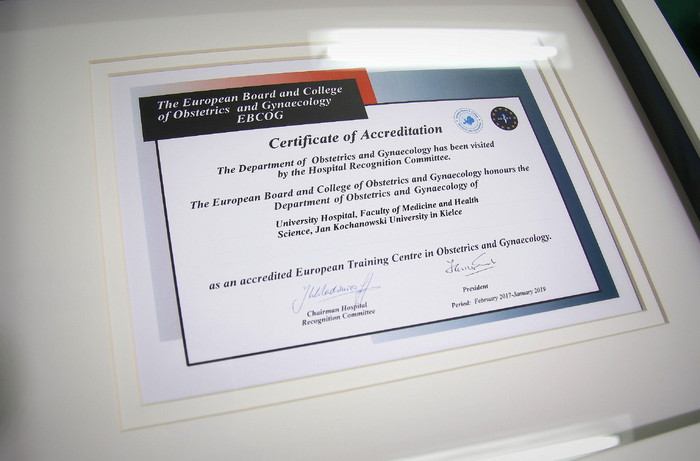 The European Board and College
of Obstetrics and Gynaecology
EBCOG
Certificate of Accreditation
The Department of Obstetrics and Gynaecology has been visited
by the Hospital Recognition Committee.
The European Board and College of Obstetrics and Gynaecology honours the
Department of Obstetrics and Gynaecology of
University Hospital, Faculty of Medicine and Health
Science, Jan Kochanowski University in Kielce
as an accredited European Training Centre in Obstetrics and Gynaecology.
Chairman Hospital
Recognition Committee
President
Period: February 2017-January 2019